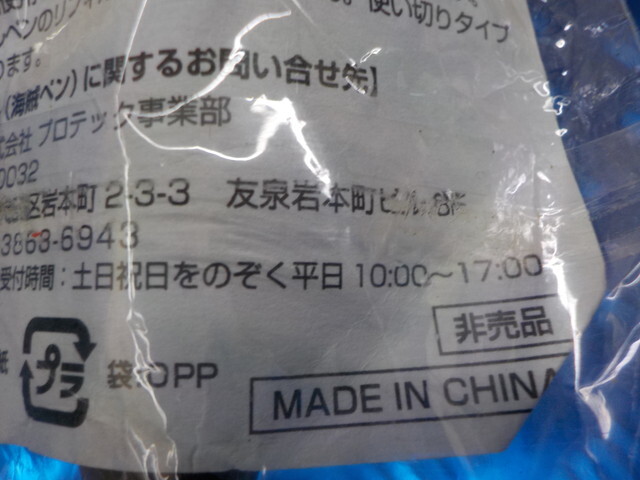 使い切りタイプ
ペンのリフィ
ります。
(海賊ペン)に関するお問い合せ先】
式会社 プロテック事業部
0032
区岩本町 2-3-3 友泉岩本町ビル
3863-6943
受付時間：土日祝日をのぞく平日 10:00〜17:00
非売品
紙 プラ 袋:OPP
MADE IN CHINA